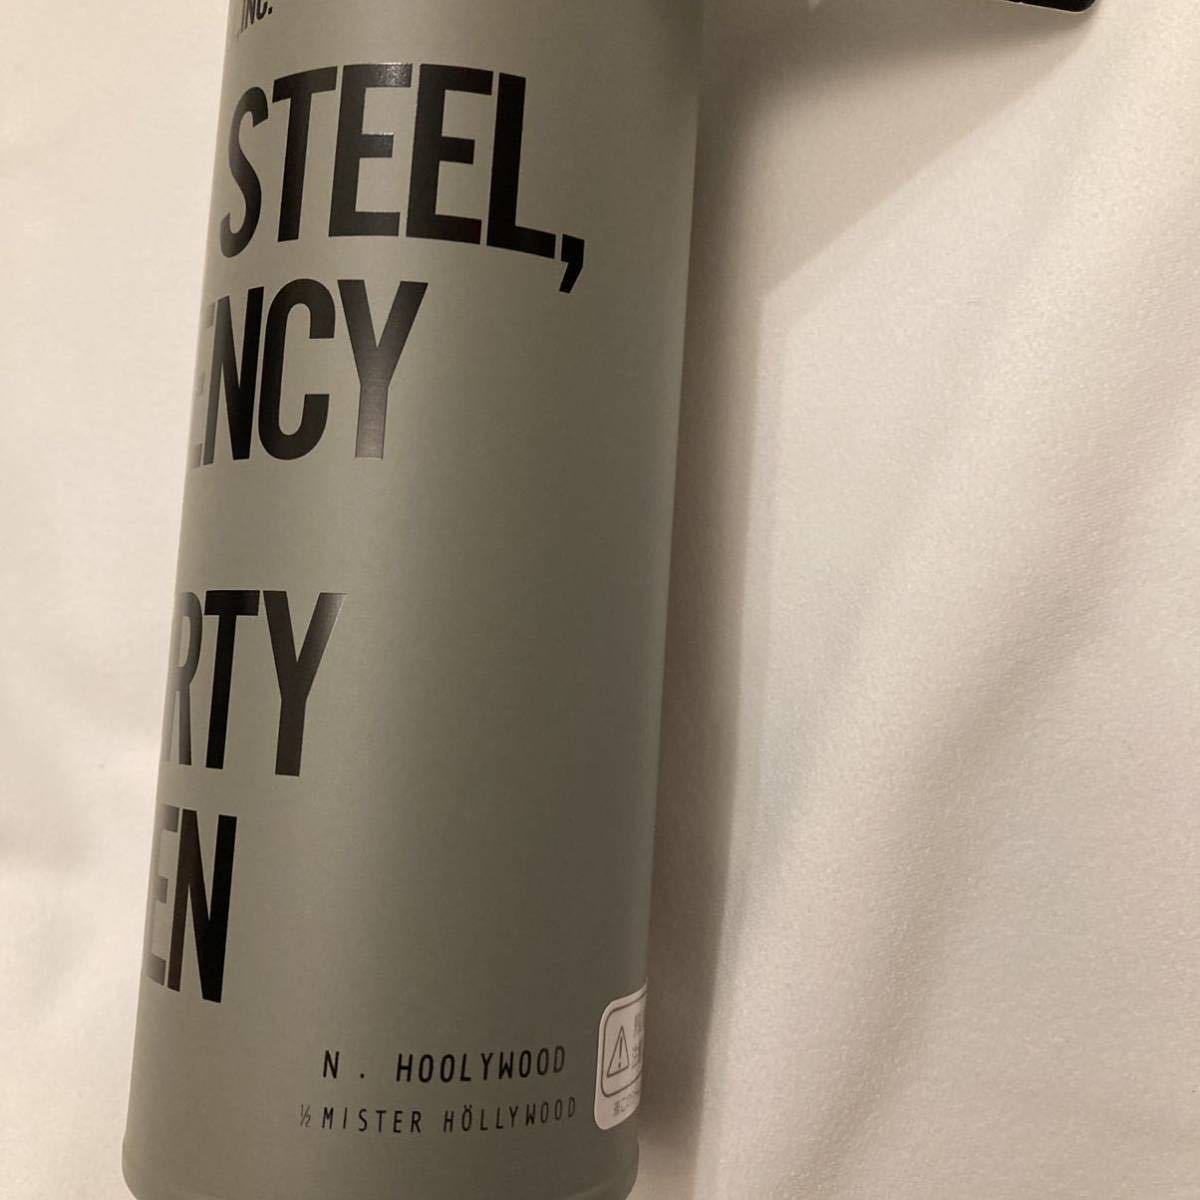 INC.
STEEL,
ENCY
RTY
EN
N . HOOLYWOOD
½ MISTER HÖLLYWOOD